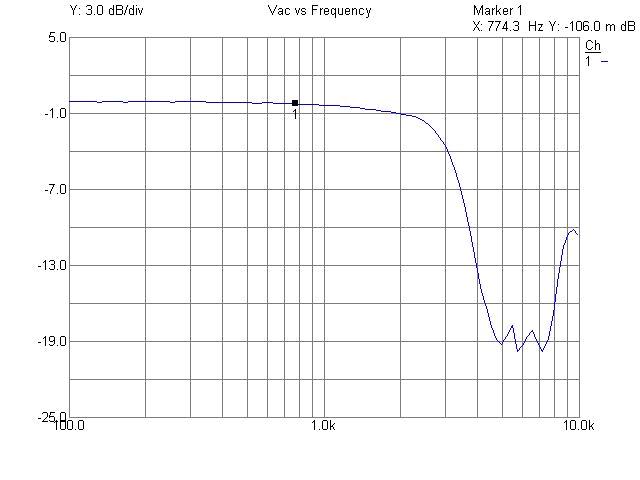 Y: 3.0 dB/div Vac vs Frequency Marker 1
X: 774.3 Hz Y: -106.0 m dB
5.0
Ch
1 –
1
-1.0
-7.0
-13.0
-19.0
-25.0
100.0 1.0k 10.0k